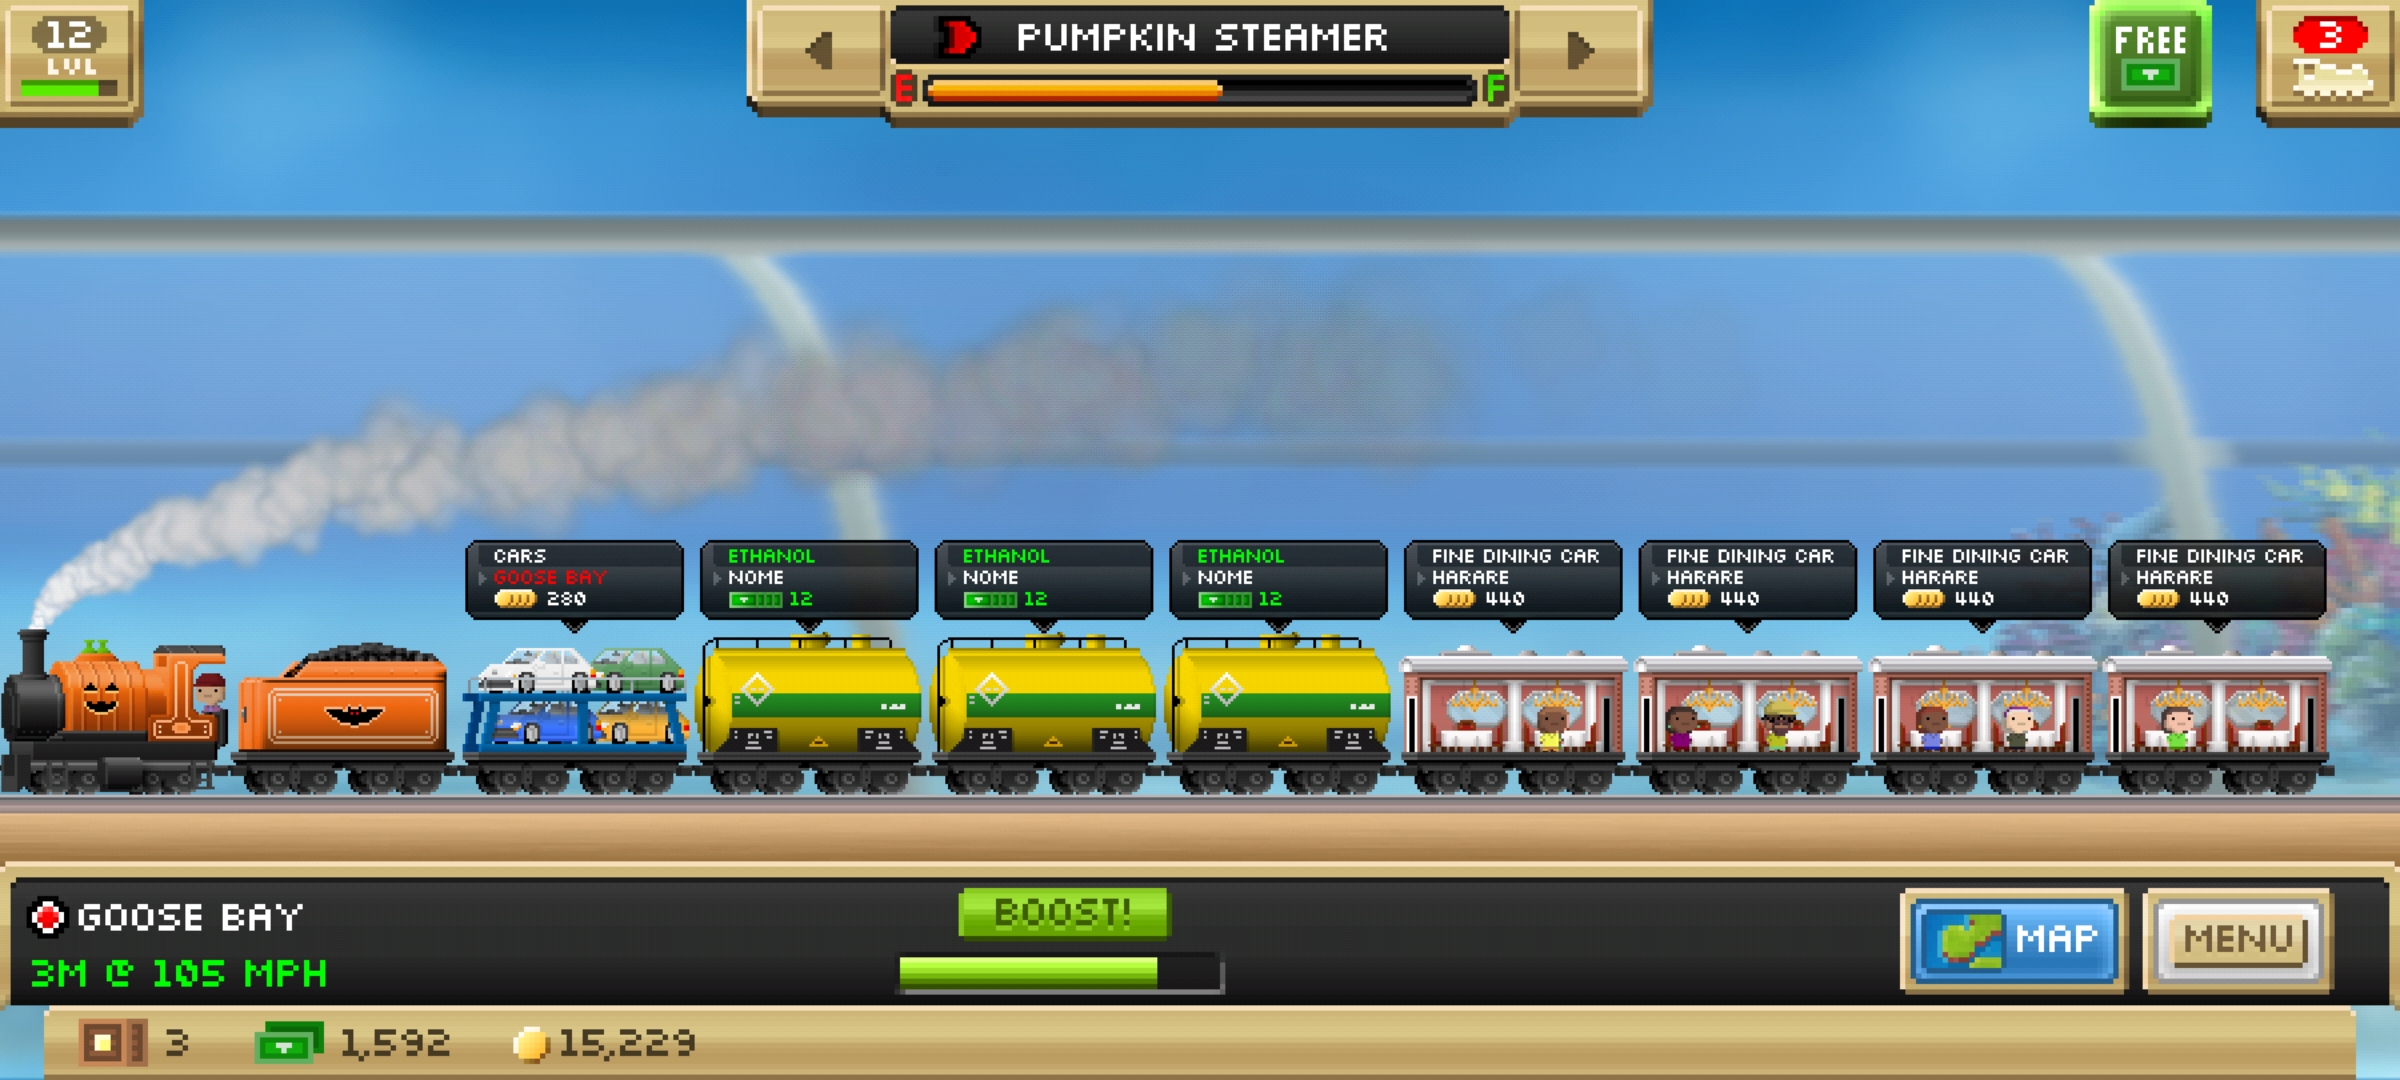 12
LVL
PUMPKIN STEAMER
E
F
FREE
3
CARS
GOOSE BAY
280
ETHANOL
NOME
12
ETHANOL
NOME
12
ETHANOL
NOME
12
FINE DINING CAR
HARARE
440
FINE DINING CAR
HARARE
440
FINE DINING CAR
HARARE
440
FINE DINING CAR
HARARE
440
GOOSE BAY
3M @ 105 MPH
BOOST!
MAP
MENU
3
1,592
15,229